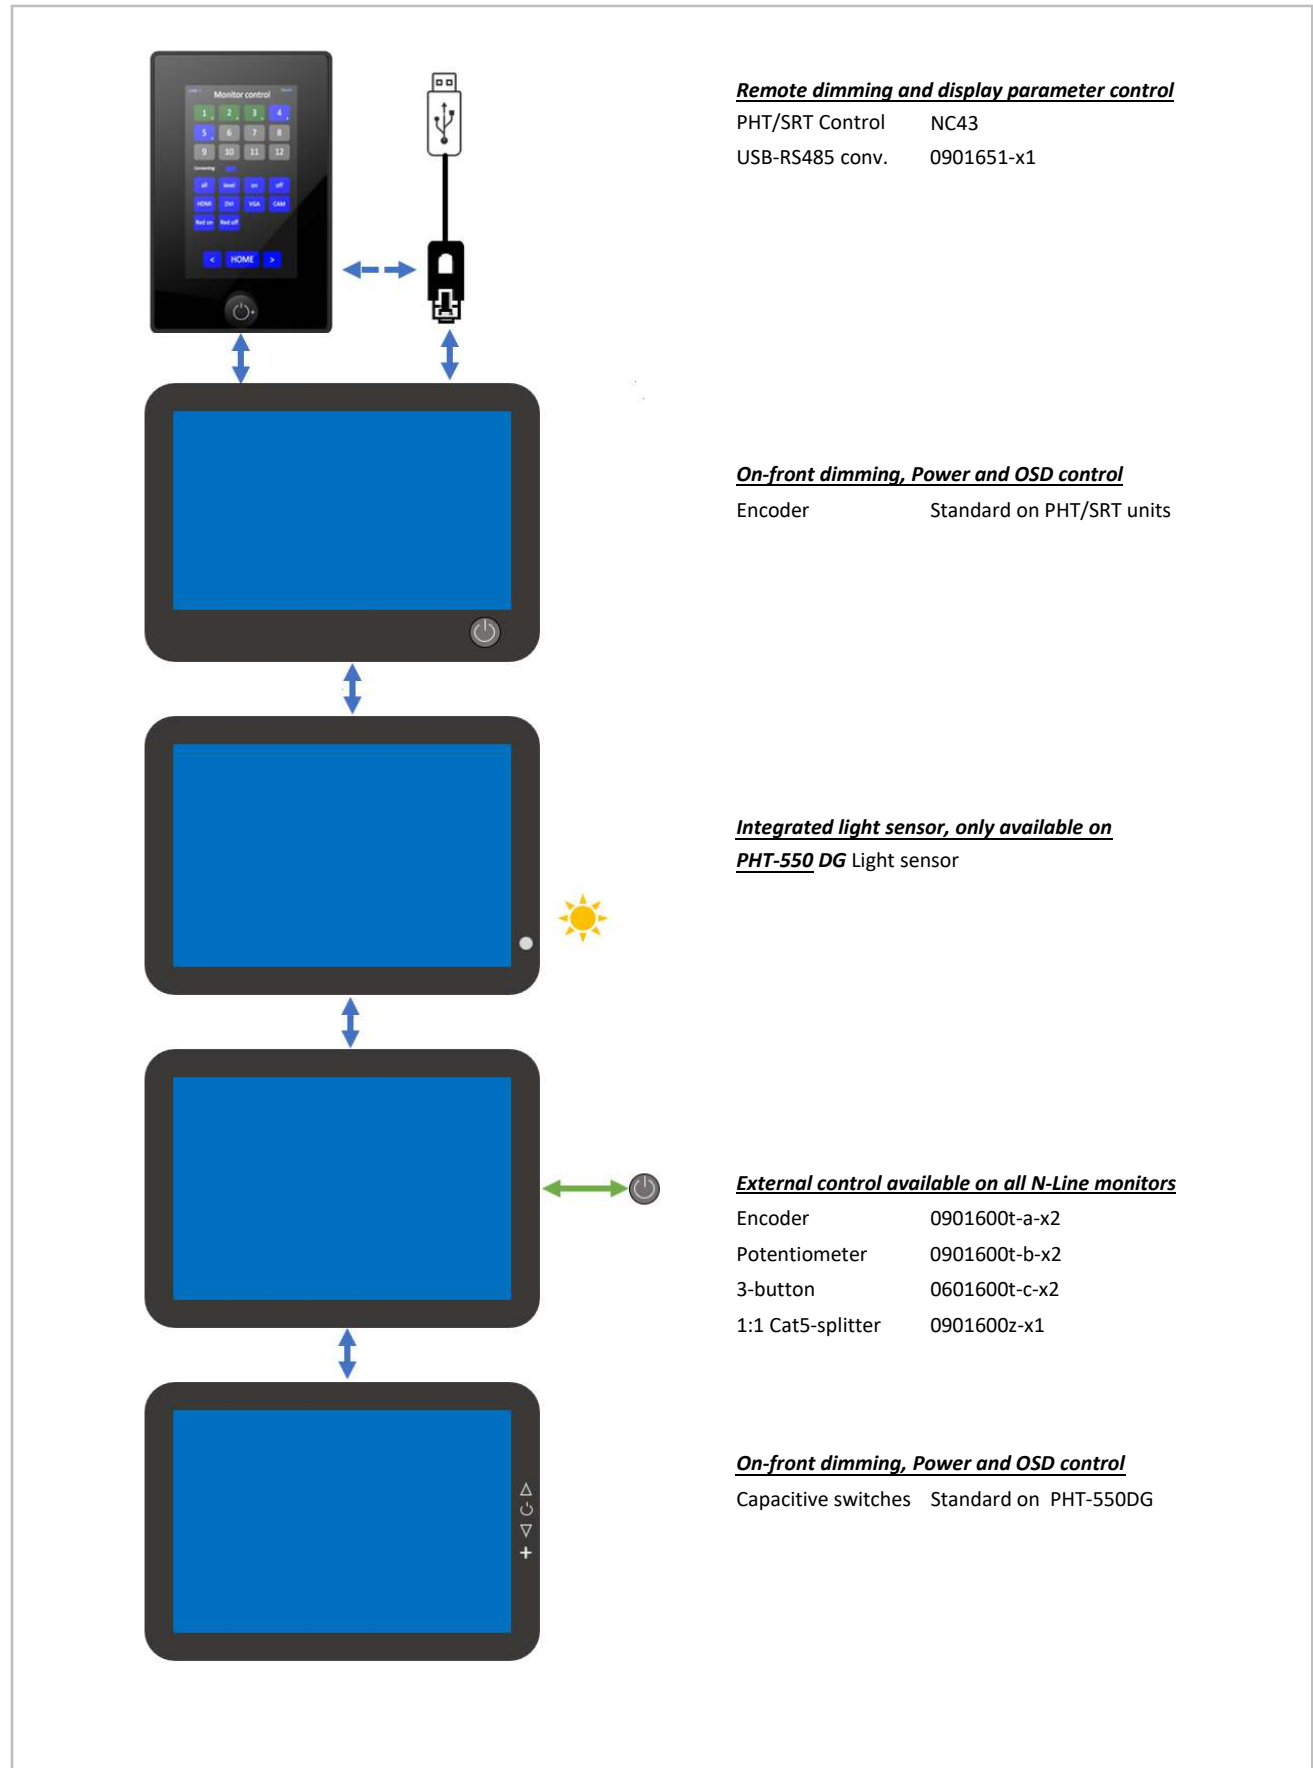 Monitor control
1 2 3 4
5 6 7 8
9 10 11 12
Connecting
all level on off
HDMI DVI VGA CAM
Red on Red off
< HOME >
Remote dimming and display parameter control
PHT/SRT Control NC43
USB-RS485 conv. 0901651-x1
On-front dimming, Power and OSD control
Encoder Standard on PHT/SRT units
Integrated light sensor, only available on
PHT-550 DG Light sensor
External control available on all N-Line monitors
Encoder 0901600t-a-x2
Potentiometer 0901600t-b-x2
3-button 0601600t-c-x2
1:1 Cat5-splitter 0901600z-x1
On-front dimming, Power and OSD control
Capacitive switches Standard on PHT-550DG